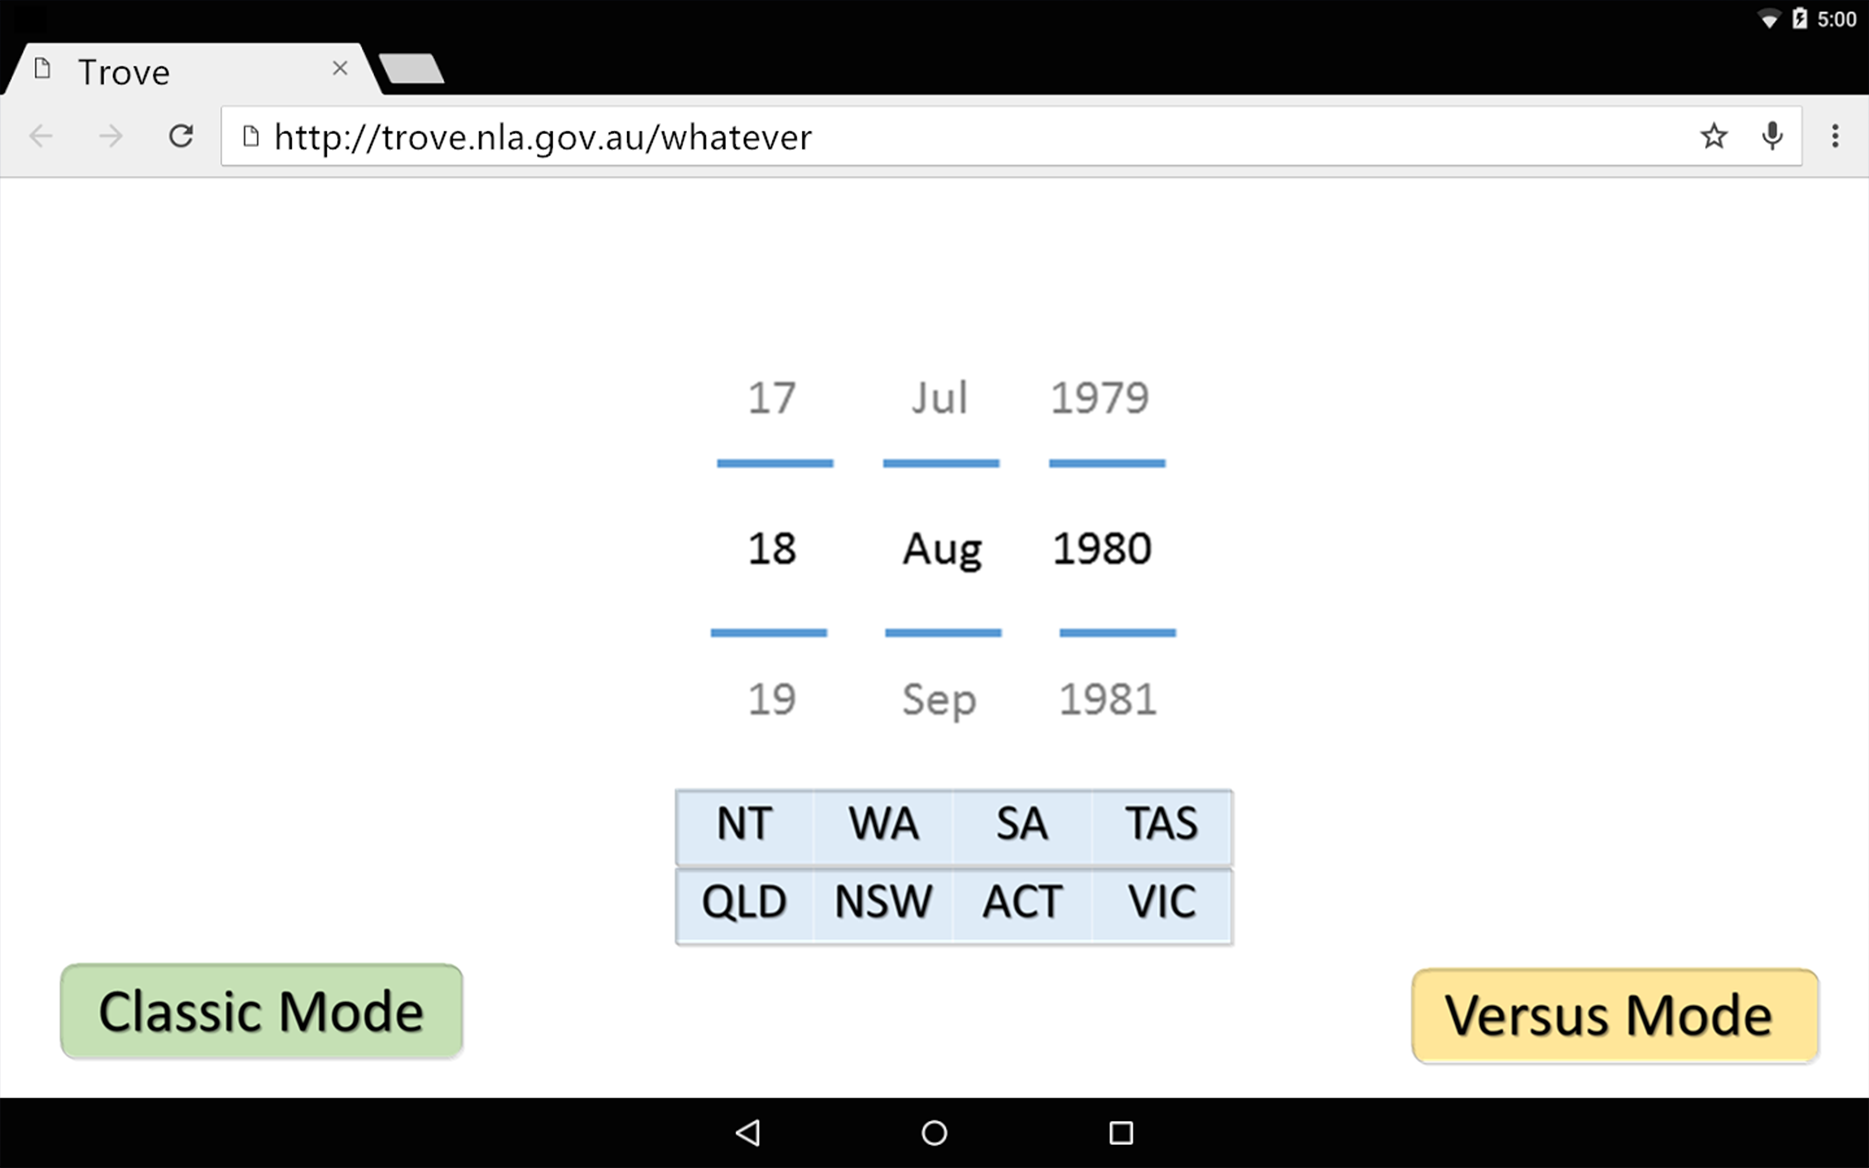 5:00
Trove
http://trove.nla.gov.au/whatever
17 Jul 1979
18 Aug 1980
19 Sep 1981
NT WA SA TAS
QLD NSW ACT VIC
Classic Mode
Versus Mode